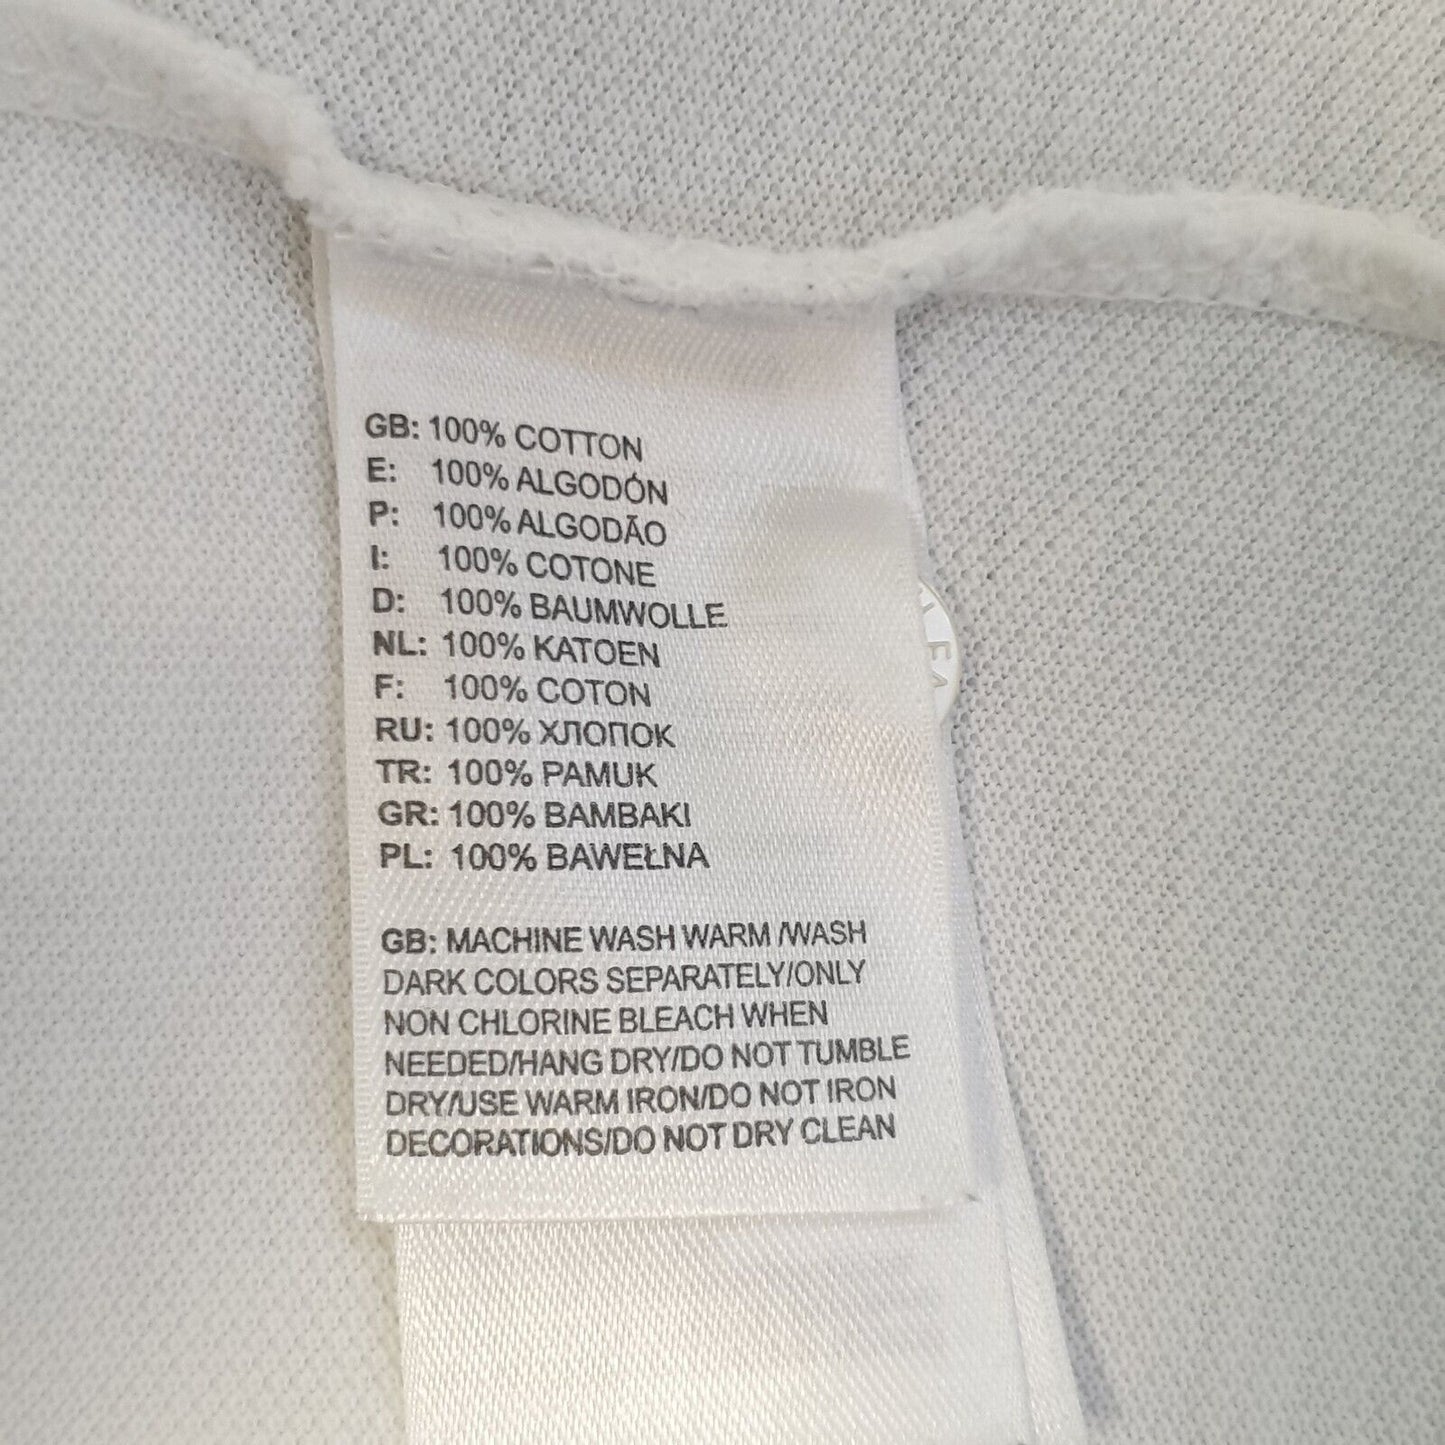 GB: 100% COTTON
E: 100% ALGODÓN
P: 100% ALGODÃO
I: 100% COTONE
D: 100% BAUMWOLLE
NL: 100% KATOEN
F: 100% COTON
RU: 100% ХЛОПОК
TR: 100% PAMUK
GR: 100% BAMBAKI
PL: 100% BAWEŁNA
GB: MACHINE WASH WARM /WASH
DARK COLORS SEPARATELY/ONLY
NON CHLORINE BLEACH WHEN
NEEDED/HANG DRY/DO NOT TUMBLE
DRY/USE WARM IRON/DO NOT IRON
DECORATIONS/DO NOT DRY CLEAN